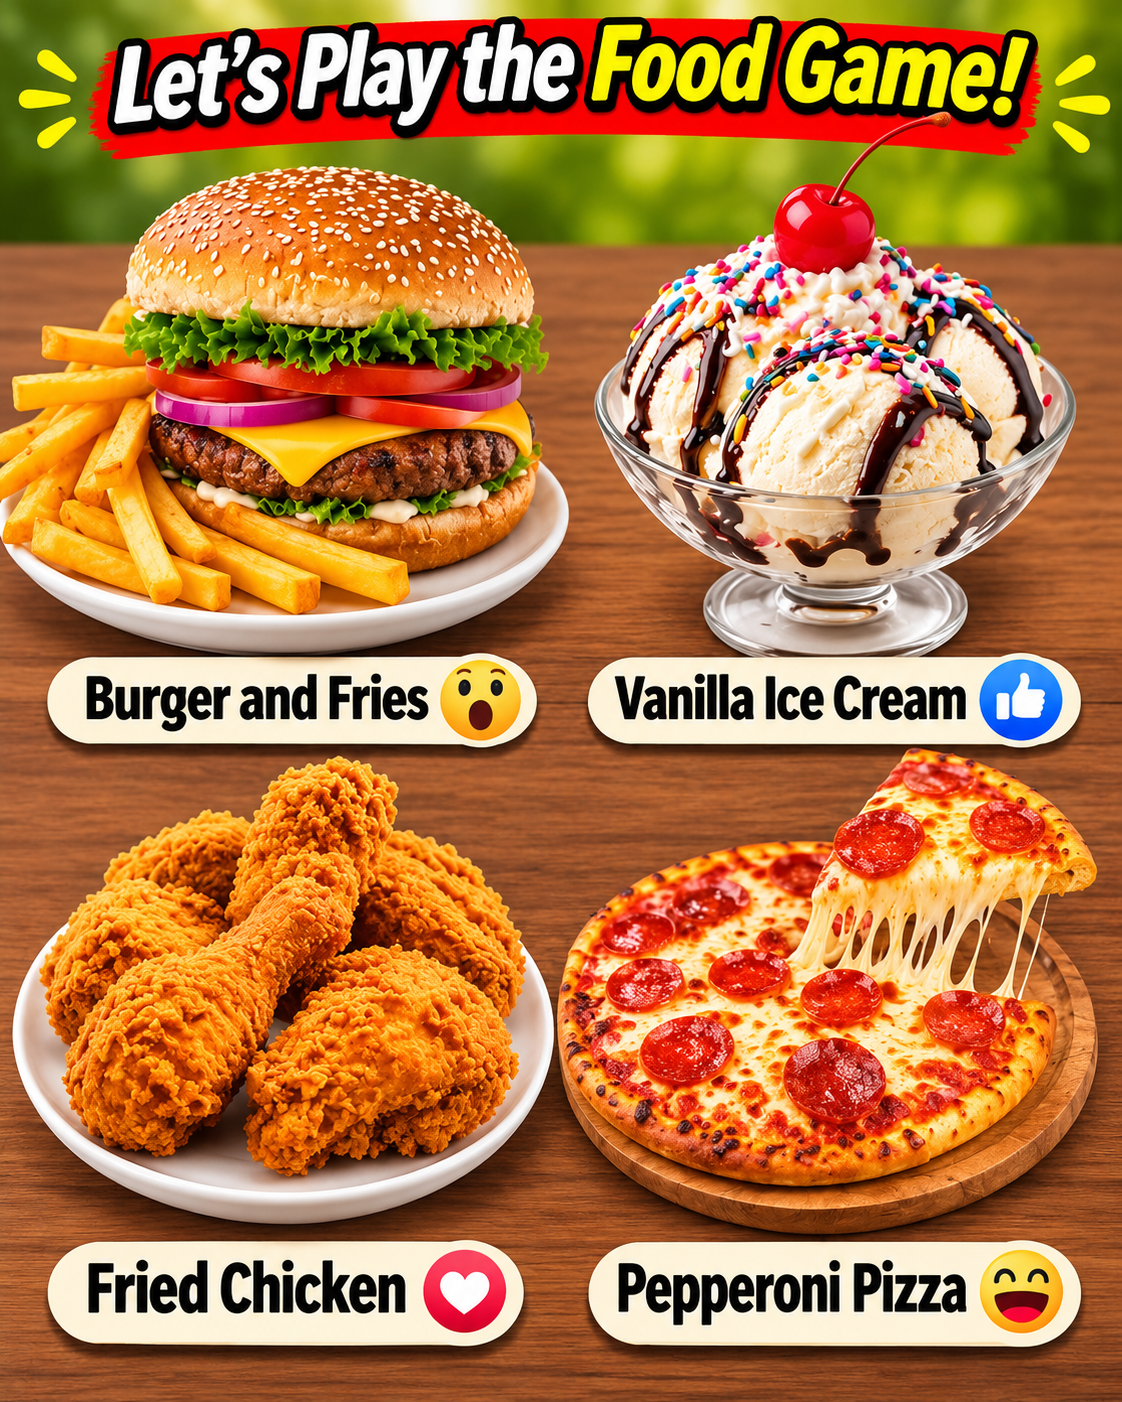 Let's Play the Food Game!
Burger and Fries
Vanilla Ice Cream
Fried Chicken
Pepperoni Pizza